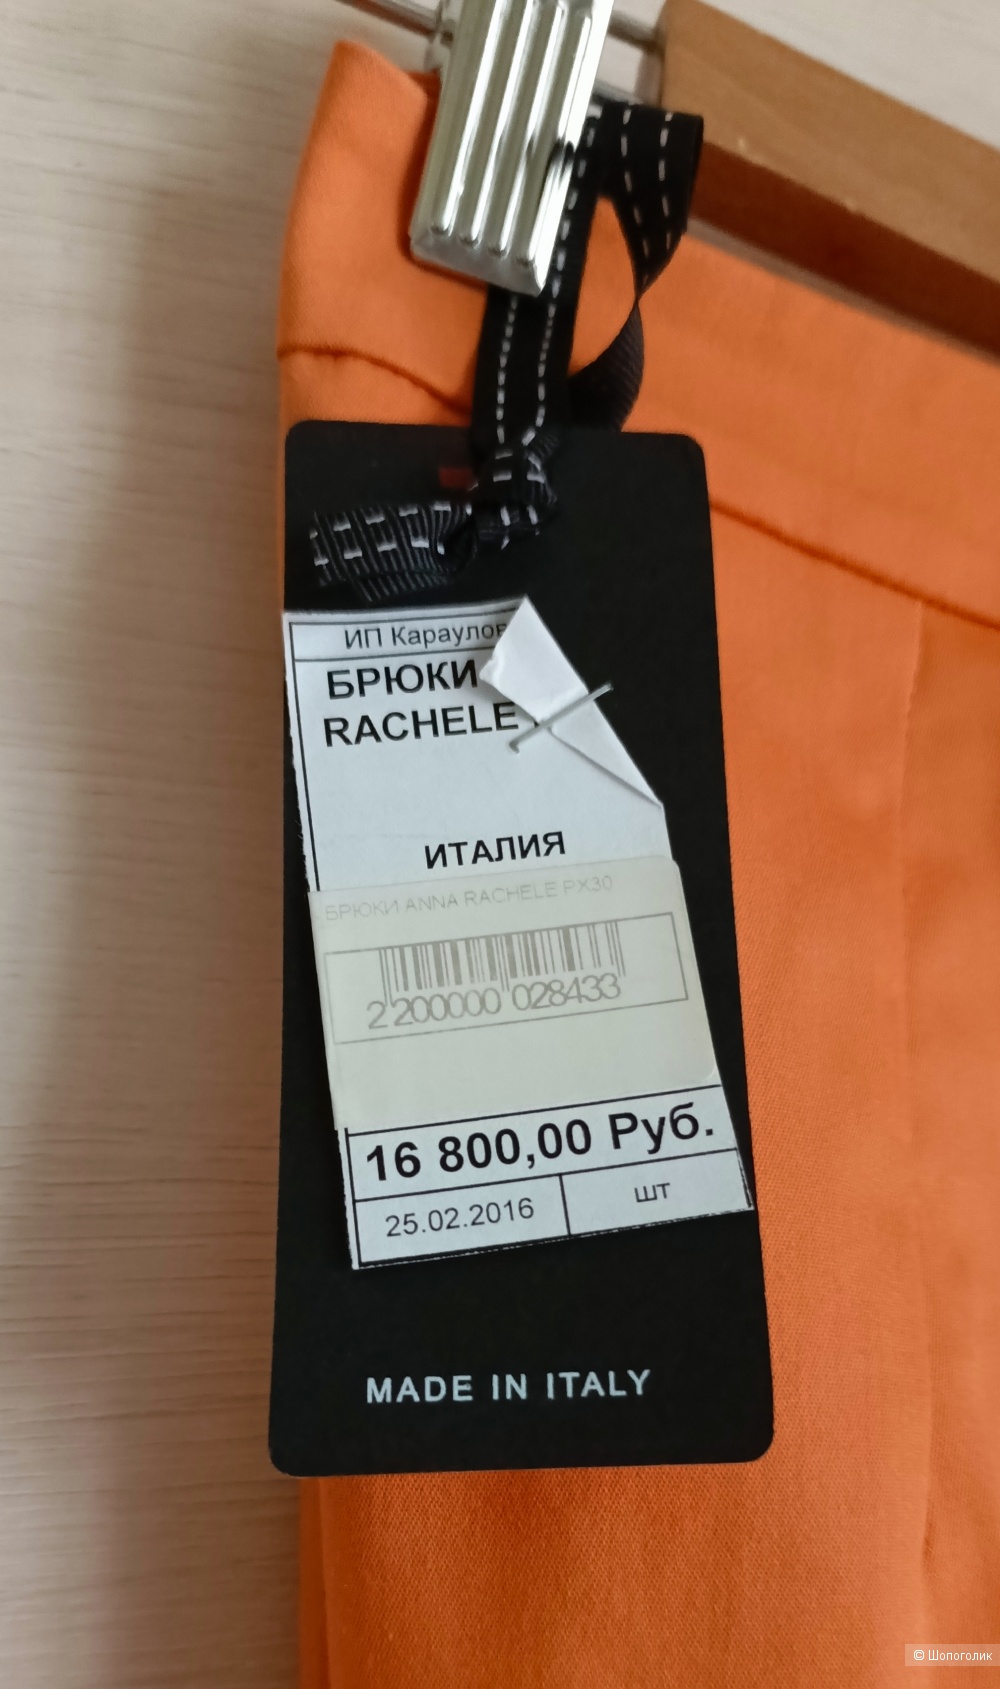 ИП Караулов
БРЮКИ
RACHELE
ИТАЛИЯ
БРЮКИ ANNA RACHELE PX30
2 200000 028433
16 800,00 Руб.
25.02.2016 шт
MADE IN ITALY
© Шопоголик